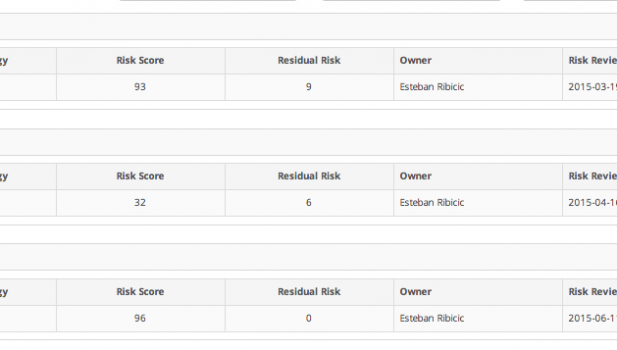 gy Risk Score Residual Risk Owner Risk Revie
93 9 Esteban Ribicic 2015-03-19
gy Risk Score Residual Risk Owner Risk Revie
32 6 Esteban Ribicic 2015-04-1
gy Risk Score Residual Risk Owner Risk Revie
96 0 Esteban Ribicic 2015-06-1